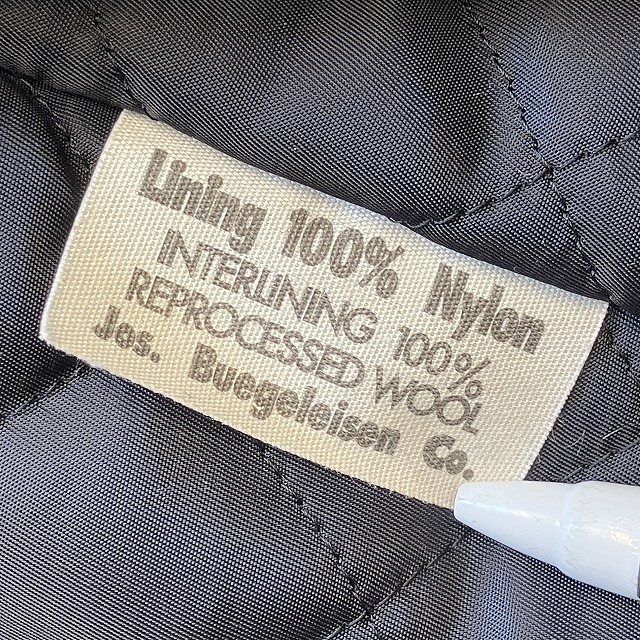 Lining 100% Nylon
INTERLINING 100%
REPROCESSED WOOL
Jos. Buegeleisen Co.